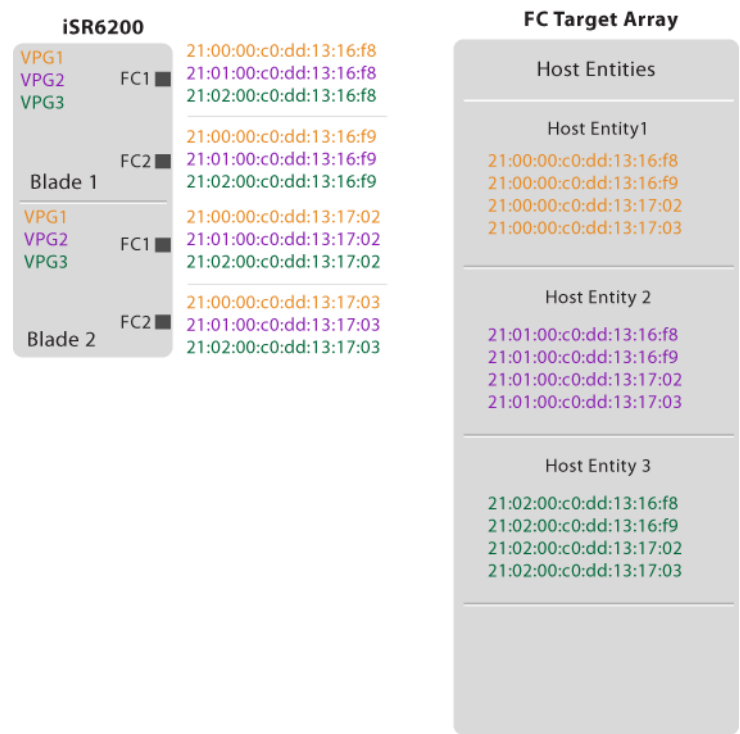 iSR6200
VPG1
VPG2
VPG3
FC1
21:00:00:c0:dd:13:16:f8
21:01:00:c0:dd:13:16:f8
21:02:00:c0:dd:13:16:f8
FC2
21:00:00:c0:dd:13:16:f9
21:01:00:c0:dd:13:16:f9
21:02:00:c0:dd:13:16:f9
Blade 1
VPG1
VPG2
VPG3
FC1
21:00:00:c0:dd:13:17:02
21:01:00:c0:dd:13:17:02
21:02:00:c0:dd:13:17:02
FC2
21:00:00:c0:dd:13:17:03
21:01:00:c0:dd:13:17:03
21:02:00:c0:dd:13:17:03
Blade 2
FC Target Array
Host Entities
Host Entity1
21:00:00:c0:dd:13:16:f8
21:00:00:c0:dd:13:16:f9
21:00:00:c0:dd:13:17:02
21:00:00:c0:dd:13:17:03
Host Entity 2
21:01:00:c0:dd:13:16:f8
21:01:00:c0:dd:13:16:f9
21:01:00:c0:dd:13:17:02
21:01:00:c0:dd:13:17:03
Host Entity 3
21:02:00:c0:dd:13:16:f8
21:02:00:c0:dd:13:16:f9
21:02:00:c0:dd:13:17:02
21:02:00:c0:dd:13:17:03